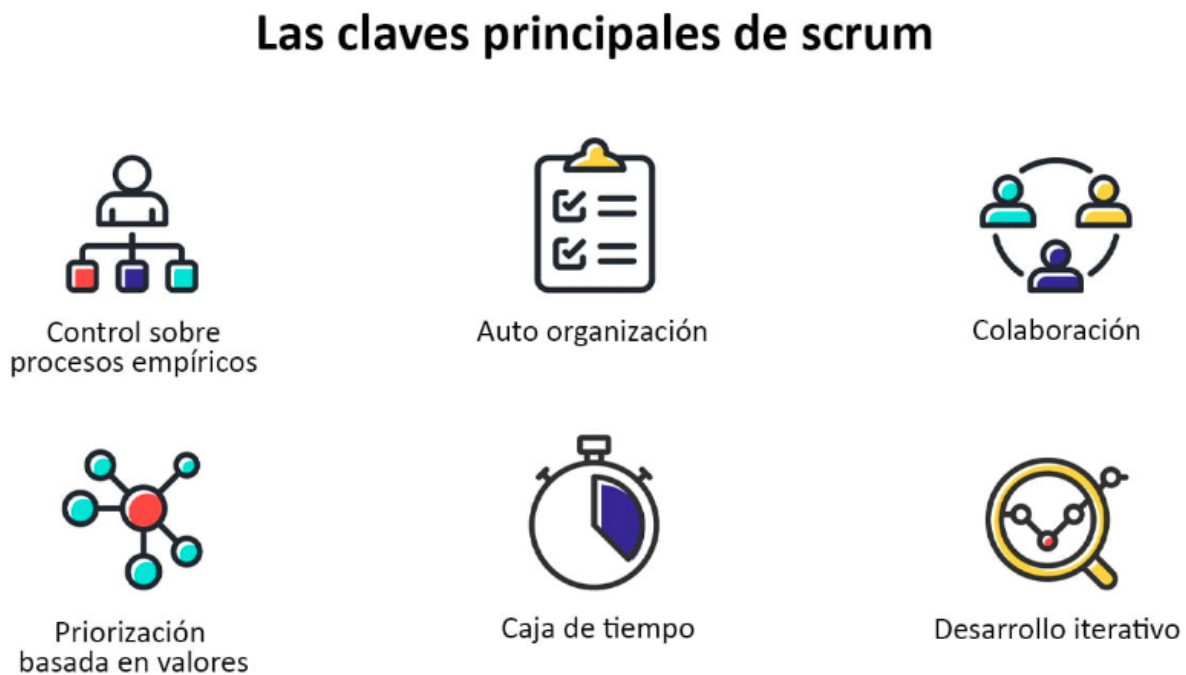 Las claves principales de scrum
Control sobre
procesos empíricos
Auto organización
Colaboración
Priorización
basada en valores
Caja de tiempo
Desarrollo iterativo